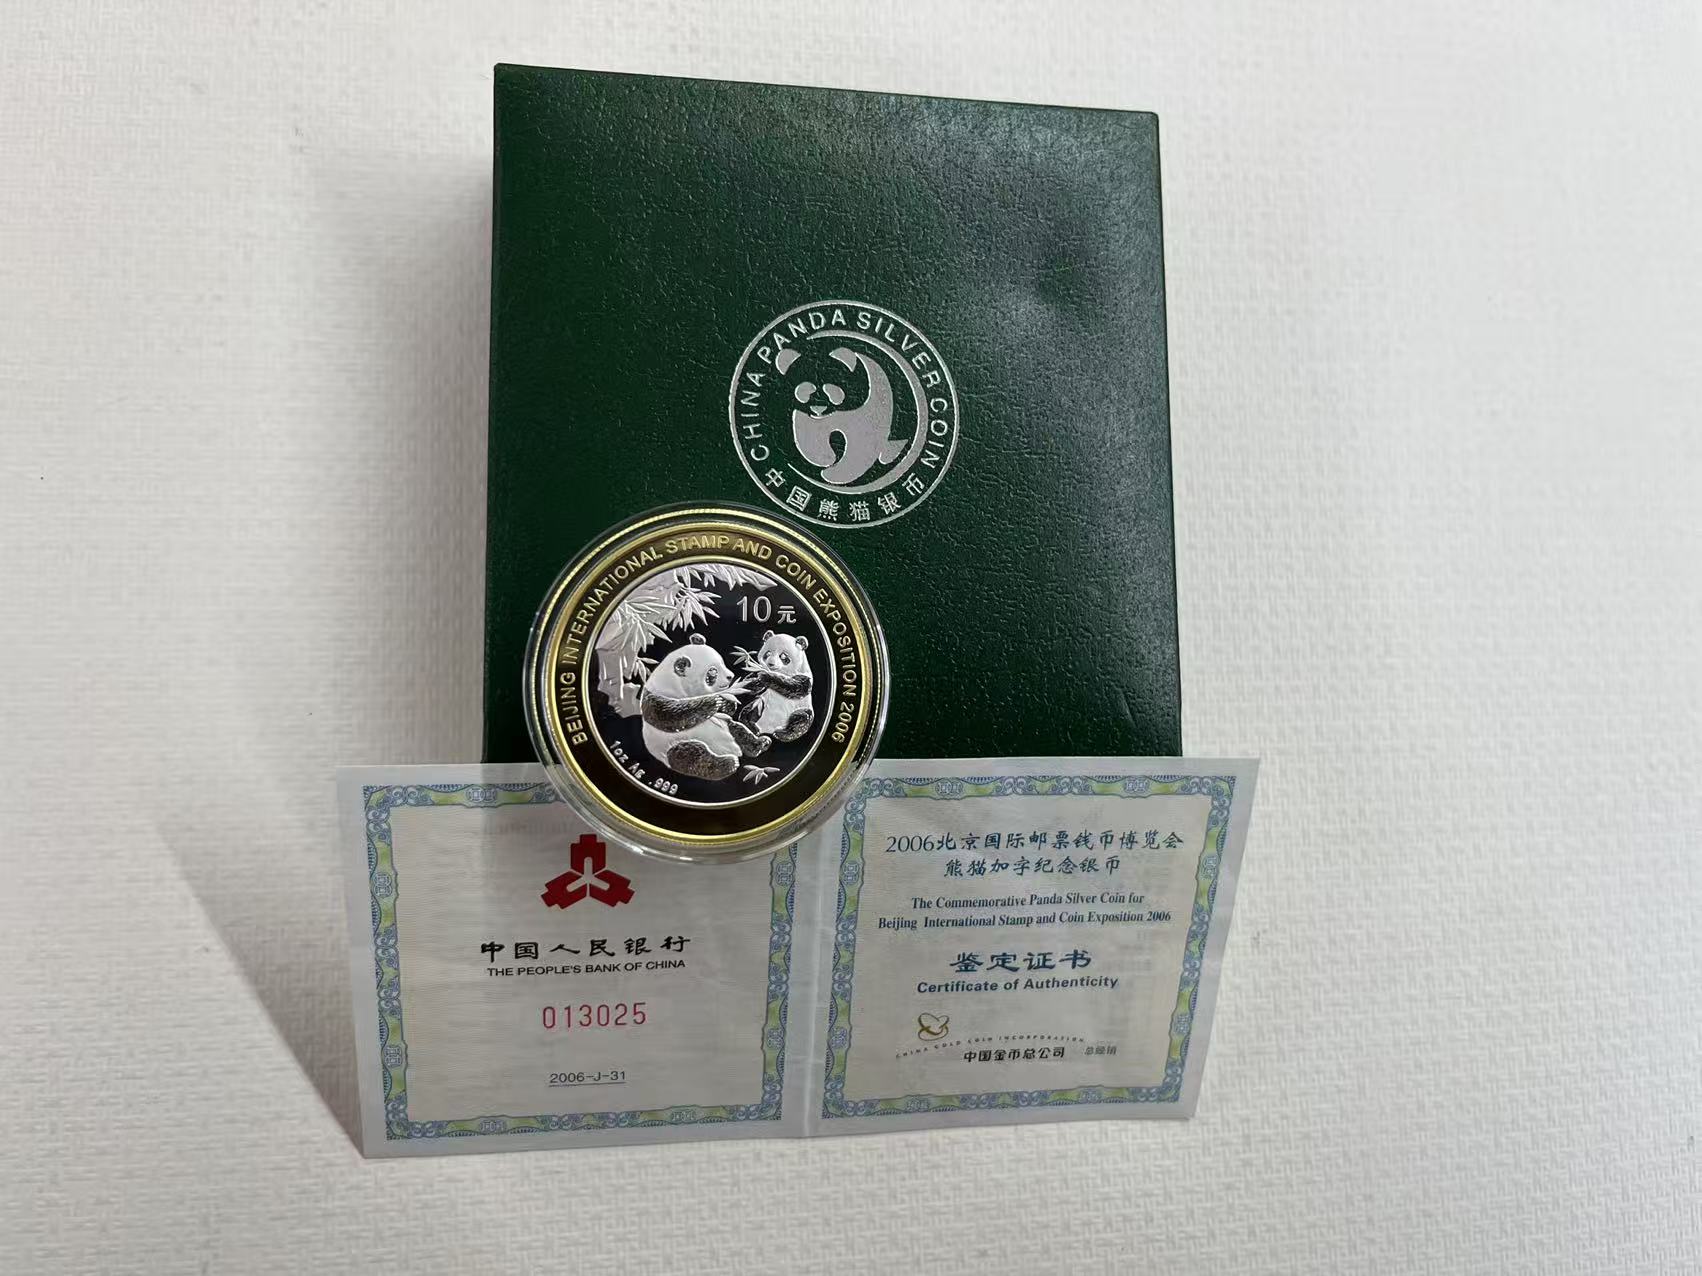 CHINA PANDA SILVER COIN
中国熊猫银币
BEIJING INTERNATIONAL STAMP AND COIN EXPOSITION 2006
10元
1oz Ag .999
中国人民银行
THE PEOPLE'S BANK OF CHINA
013025
2006-J-31
2006北京国际邮票钱币博览会
熊猫加字纪念银币
The Commemorative Panda Silver Coin for
Beijing International Stamp and Coin Exposition 2006
鉴定证书
Certificate of Authenticity
CHINA GOLD COIN INCORPORATION
中国金币总公司 总经销